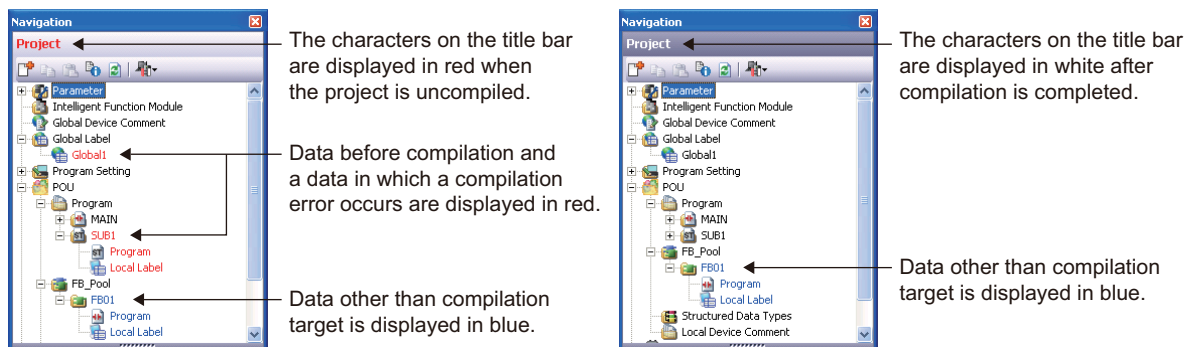 Navigation
Project
Parameter
Intelligent Function Module
Global Device Comment
Global Label
Global1
Program Setting
POU
Program
MAIN
SUB1
Program
Local Label
FB_Pool
FB01
Program
Local Label
The characters on the title bar
are displayed in red when
the project is uncompiled.
Data before compilation and
a data in which a compilation
error occurs are displayed in red.
Data other than compilation
target is displayed in blue.
Navigation
Project
Parameter
Intelligent Function Module
Global Device Comment
Global Label
Global1
Program Setting
POU
Program
MAIN
SUB1
FB_Pool
FB01
Program
Local Label
Structured Data Types
Local Device Comment
The characters on the title bar
are displayed in white after
compilation is completed.
Data other than compilation
target is displayed in blue.